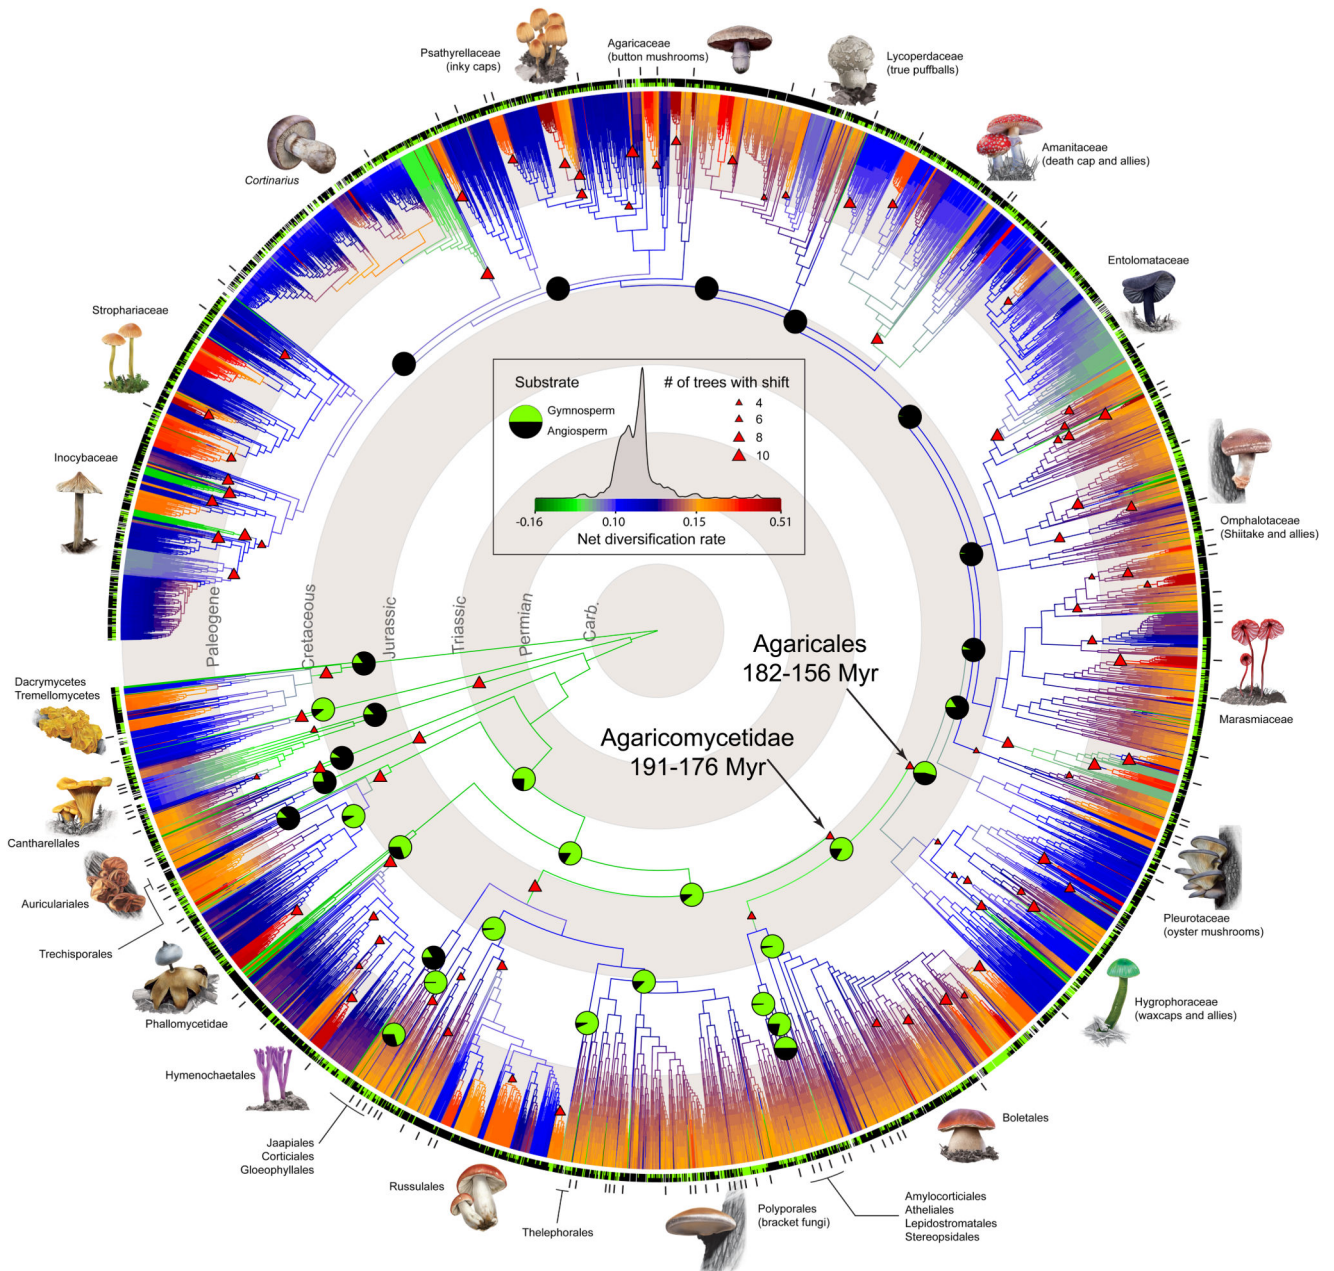 Psathyrellaceae
(inky caps)
Agaricaceae
(button mushrooms)
Lycoperdaceae
(true puffballs)
Amanitaceae
(death cap and allies)
Cortinarius
Entolomataceae
Strophariaceae
Inocybaceae
Omphalotaceae
(Shiitake and allies)
Marasmiaceae
Substrate
Gymnosperm
Angiosperm
# of trees with shift
4
6
8
10
-0.16
0.10
0.15
0.51
Net diversification rate
Paleogene
Cretaceous
Jurassic
Triassic
Permian
Carb.
Agaricales
182-156 Myr
Agaricomycetidae
191-176 Myr
Dacrymycetes
Tremellomycetes
Cantharellales
Auriculariales
Trechisporales
Phallomycetidae
Hymenochaetales
Jaapiales
Corticiales
Gloeophyllales
Russulales
Thelephorales
Polyporales
(bracket fungi)
Amylocorticiales
Atheliales
Lepidostromatales
Stereopsidales
Boletales
Hygrophoraceae
(waxcaps and allies)
Pleurotaceae
(oyster mushrooms)